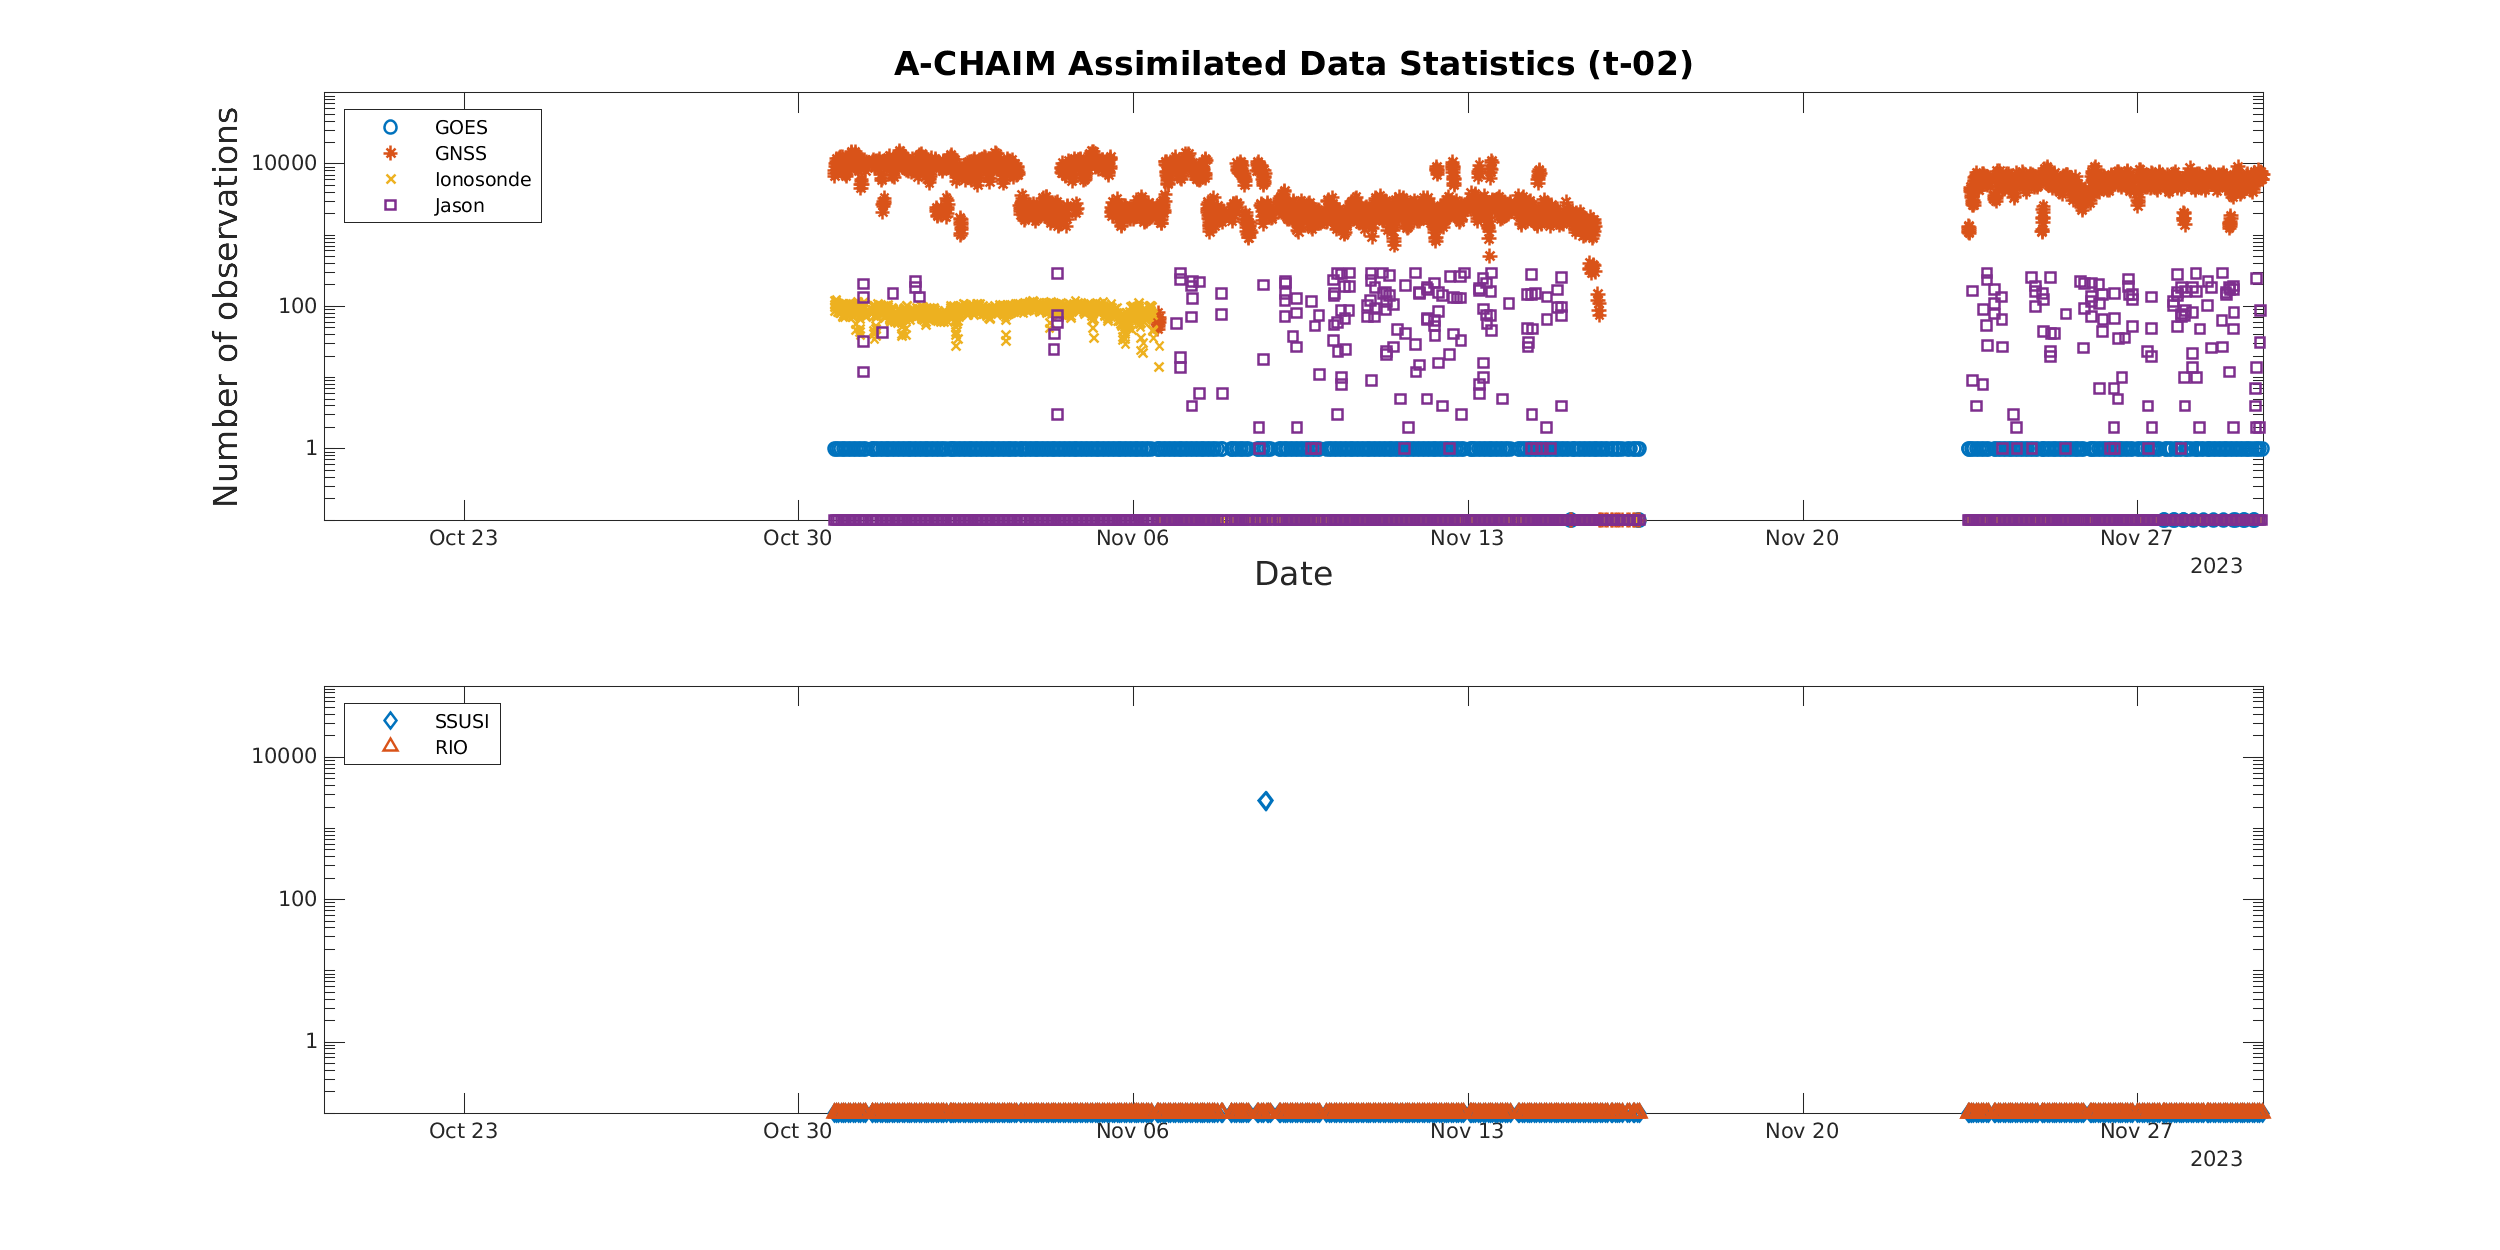 A-CHAIM Assimilated Data Statistics (t-02)
Number of observations
GOES
GNSS
Ionosonde
Jason
10000
100
1
Oct 23
Oct 30
Nov 06
Nov 13
Nov 20
Nov 27
2023
Date
SSUSI
RIO
10000
100
1
Oct 23
Oct 30
Nov 06
Nov 13
Nov 20
Nov 27
2023